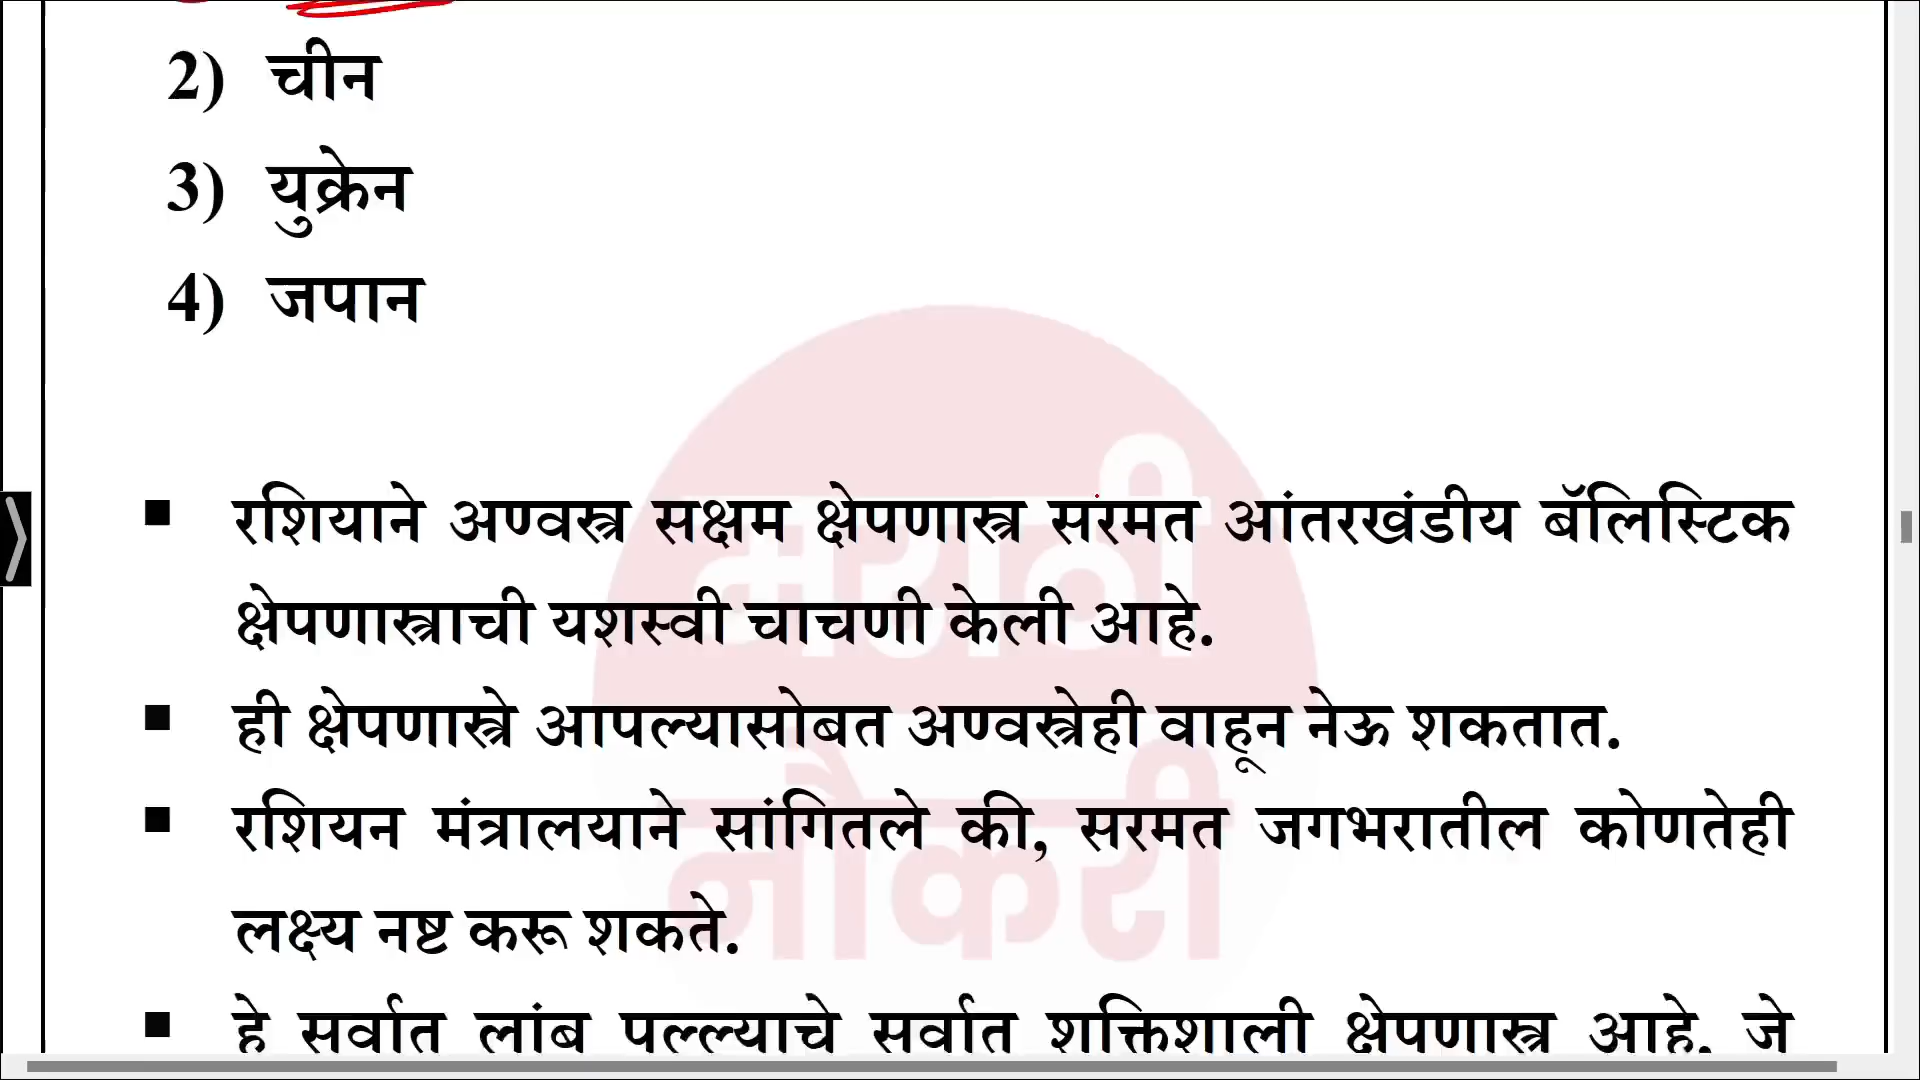 2) चीन
3) युक्रेन
4) जपान
▪ रशियाने अण्वस्त्र सक्षम क्षेपणास्त्र सरमत आंतरखंडीय बॅलिस्टिक
क्षेपणास्त्राची यशस्वी चाचणी केली आहे.
▪ ही क्षेपणास्त्रे आपल्यासोबत अण्वस्त्रेही वाहून नेऊ शकतात.
▪ रशियन मंत्रालयाने सांगितले की, सरमत जगभरातील कोणतेही
लक्ष्य नष्ट करू शकते.
▪ हे सर्वात लांब पल्ल्याचे सर्वात शक्तिशाली क्षेपणास्त्र आहे, जे
मराठी
नौकरी